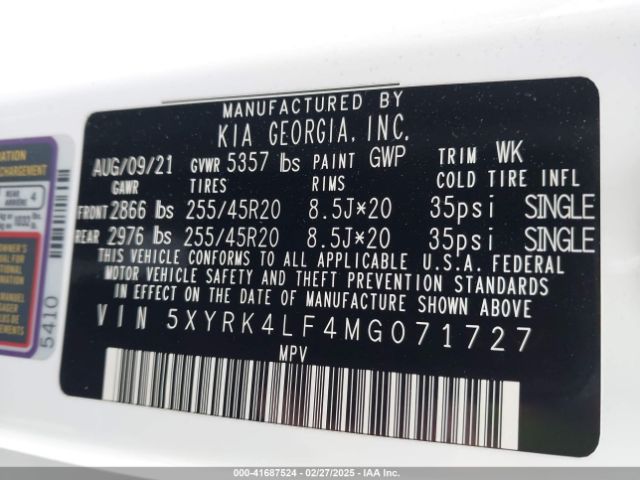 MANUFACTURED BY
KIA GEORGIA, INC.
AUG/09/21 GVWR 5357 lbs PAINT GWP TRIM WK
GAWR TIRES RIMS COLD TIRE INFL
FRONT 2866 lbs 255/45R20 8.5J*20 35psi SINGLE
REAR 2976 lbs 255/45R20 8.5J*20 35psi SINGLE
THIS VEHICLE CONFORMS TO ALL APPLICABLE U.S.A. FEDERAL
MOTOR VEHICLE SAFETY AND THEFT PREVENTION STANDARDS
IN EFFECT ON THE DATE OF MANUFACTURE SHOWN ABOVE
VIN 5XYRK4LF4MG071727
MPV
REAR
ARRIÈRE 4
5410
000-41687524 | 02/27/2025 | IAA Inc.